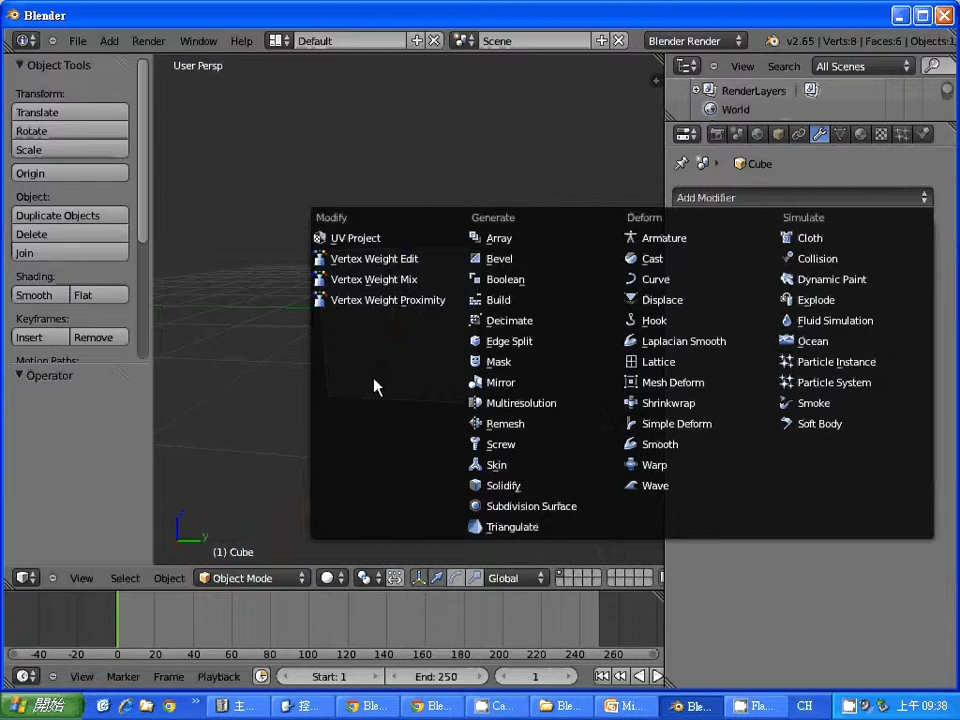 Blender
File Add Render Window Help Default Scene Blender Render v2.65 | Verts:8 | Faces:6 | Objects:1
Object Tools
Transform:
Translate
Rotate
Scale
Origin
Object:
Duplicate Objects
Delete
Join
Shading:
Smooth Flat
Keyframes:
Insert Remove
Motion Paths:
Operator
User Persp
(1) Cube
View Search All Scenes
RenderLayers
World
Cube
Add Modifier
Modify
UV Project
Vertex Weight Edit
Vertex Weight Mix
Vertex Weight Proximity
Generate
Array
Bevel
Boolean
Build
Decimate
Edge Split
Mask
Mirror
Multiresolution
Remesh
Screw
Skin
Solidify
Subdivision Surface
Triangulate
Deform
Armature
Cast
Curve
Displace
Hook
Laplacian Smooth
Lattice
Mesh Deform
Shrinkwrap
Simple Deform
Smooth
Warp
Wave
Simulate
Cloth
Collision
Dynamic Paint
Explode
Fluid Simulation
Ocean
Particle Instance
Particle System
Smoke
Soft Body
View Select Object Object Mode Global
-40 -20 0 20 40 60 80 100 120 140 160 180 200 220 240 260
View Marker Frame Playback Start: 1 End: 250 1
開始 主... 控... Ble... Ble... Ca... Ble... Mi... Ble... Fla... CH 上午 09:38